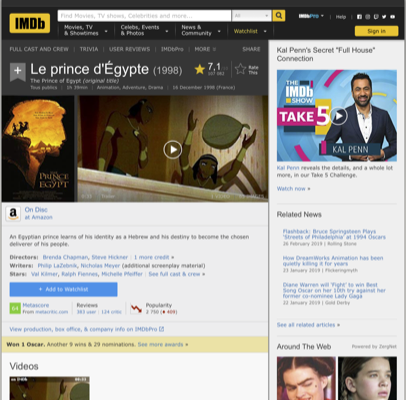 IMDb
Find Movies, TV shows, Celebrities and more...
All
IMDbPro
Help
Movies, TV & Showtimes
Celebs, Events & Photos
News & Community
Watchlist
Sign in
FULL CAST AND CREW | TRIVIA | USER REVIEWS | IMDbPro | MORE
SHARE
Le prince d'Égypte (1998)
The Prince of Egypt (original title)
Tous publics | 1h 39min | Animation, Adventure, Drama | 16 December 1998 (France)
7,1
Rate This
THE PRINCE OF EGYPT
On Disc
at Amazon
An Egyptian prince learns of his identity as a Hebrew and his destiny to become the chosen
deliverer of his people.
Directors: Brenda Chapman, Steve Hickner | 1 more credit »
Writers: Philip LaZebnik, Nicholas Meyer (additional screenplay material)
Stars: Val Kilmer, Ralph Fiennes, Michelle Pfeiffer | See full cast & crew »
+ Add to Watchlist
Metascore
From metacritic.com
Reviews
Popularity
View production, box office, & company info on IMDbPro
Won 1 Oscar. Another 9 wins & 29 nominations. See more awards »
Videos
Kal Penn's Secret "Full House"
Connection
THE IMDb SHOW
TAKE 5
KAL PENN
Kal Penn reveals the details, and a whole lot
more, in our Take 5 Challenge.
Watch now »
Related News
Flashback: Bruce Springsteen Plays
'Streets of Philadelphia' at 1994 Oscars
26 February 2019 | Rolling Stone
How DreamWorks Animation has been
quietly killing it for years
23 January 2019 | Flickeringmyth
Diane Warren will 'Fight' to win Best
Song Oscar on her 10th try against her
former co-nominee Lady Gaga
22 January 2019 | Gold Derby
See all related articles »
Around The Web
Powered by ZergNet